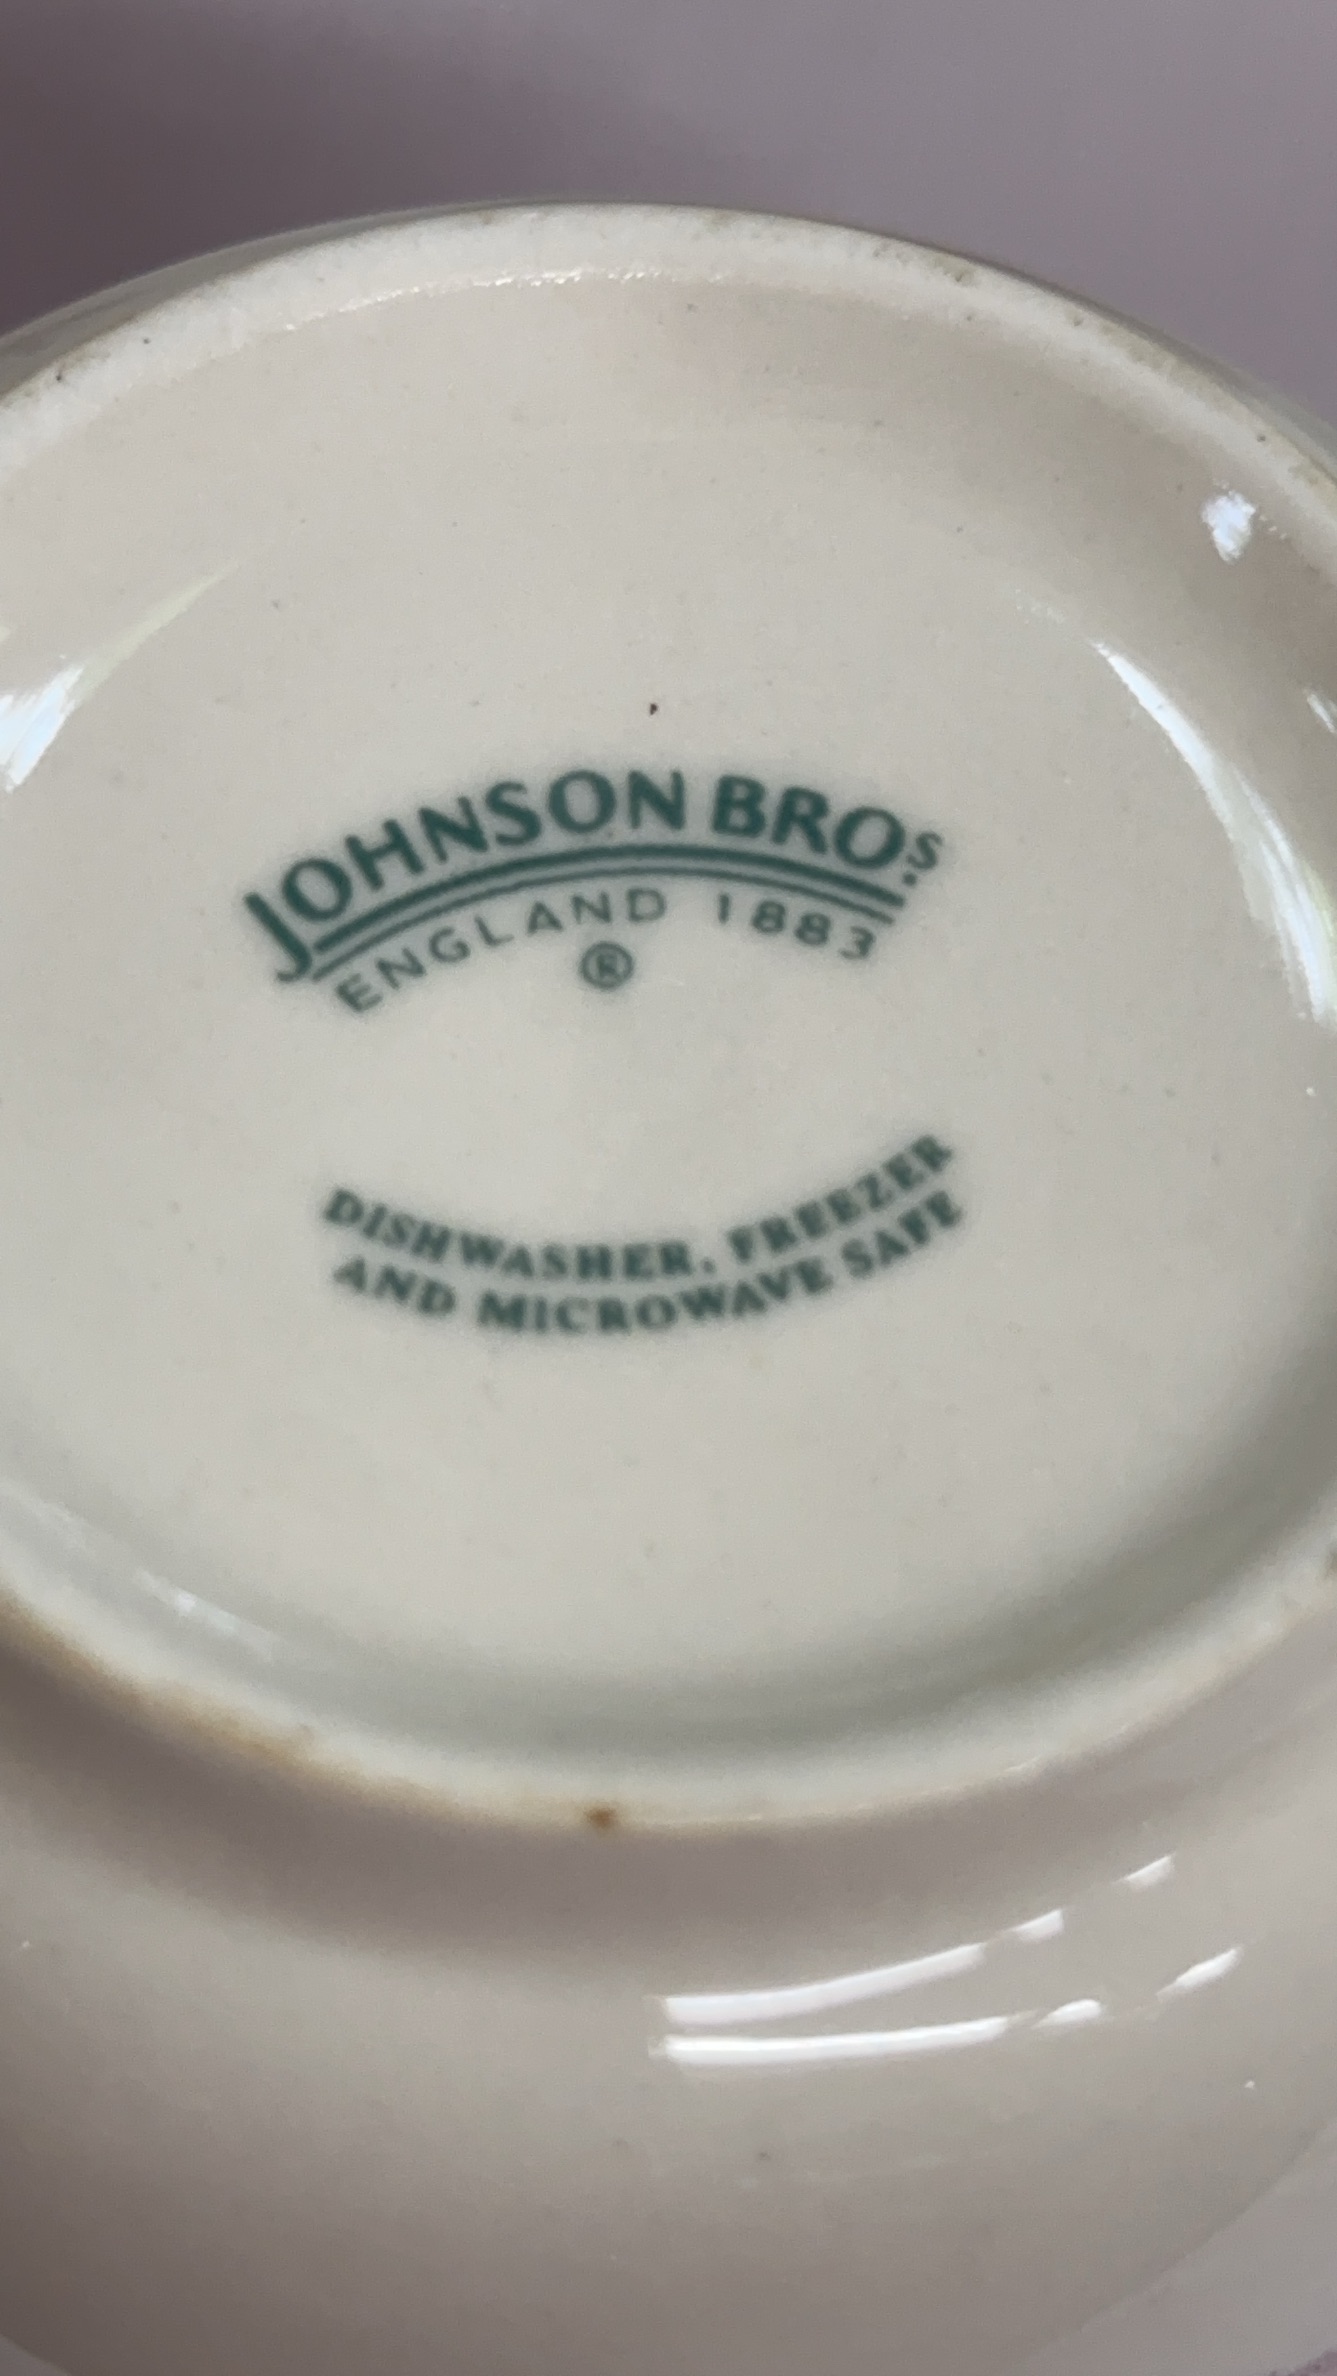 JOHNSON BROS.
ENGLAND 1883
®
DISHWASHER, FREEZER
AND MICROWAVE SAFE